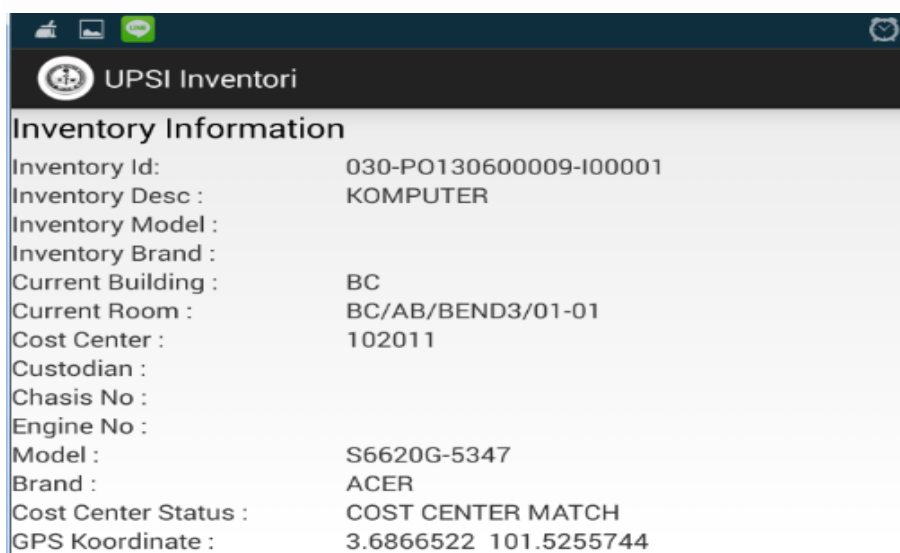 LINE
UPSI Inventori
Inventory Information
Inventory Id: 030-PO130600009-I00001
Inventory Desc : KOMPUTER
Inventory Model :
Inventory Brand :
Current Building : BC
Current Room : BC/AB/BEND3/01-01
Cost Center : 102011
Custodian :
Chasis No :
Engine No :
Model : S6620G-5347
Brand : ACER
Cost Center Status : COST CENTER MATCH
GPS Koordinate : 3.6866522 101.5255744